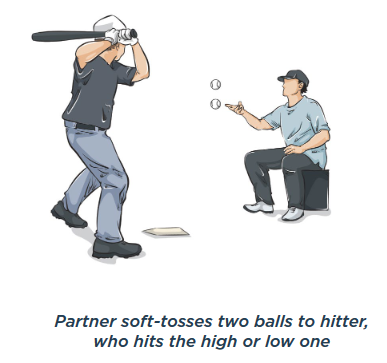 Partner soft-tosses two balls to hitter,
who hits the high or low one